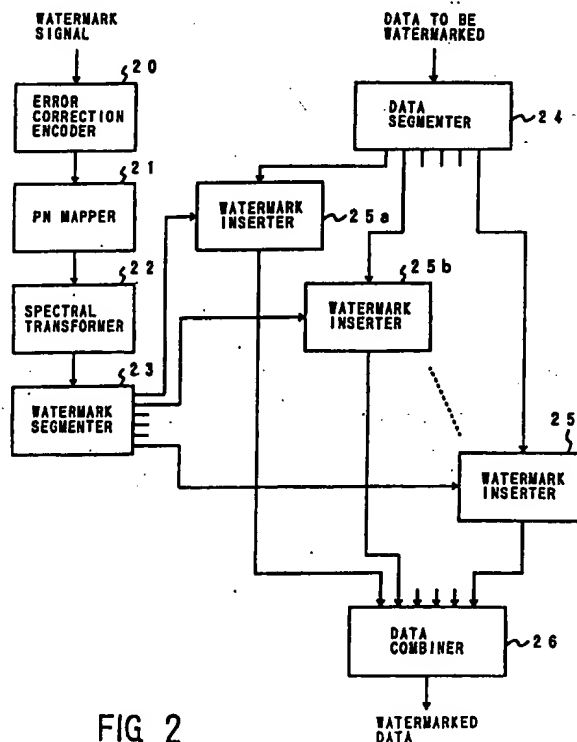 WATERMARK
SIGNAL
DATA TO BE
WATERMARKED
20
ERROR
CORRECTION
ENCODER
DATA
SEGMENTER
24
21
PN MAPPER
WATERMARK
INSERTER
25a
22
SPECTRAL
TRANSFORMER
25b
WATERMARK
INSERTER
23
WATERMARK
SEGMENTER
25
WATERMARK
INSERTER
DATA
COMBINER
26
FIG 2
WATERMARKED
DATA